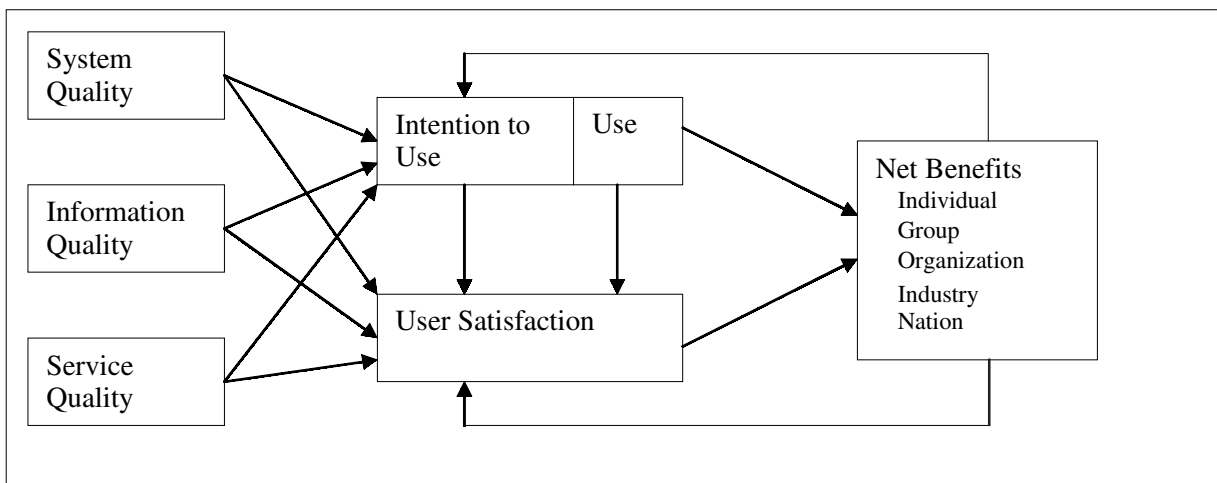 System
Quality
Information
Quality
Service
Quality
Intention to
Use
Use
User Satisfaction
Net Benefits
Individual
Group
Organization
Industry
Nation